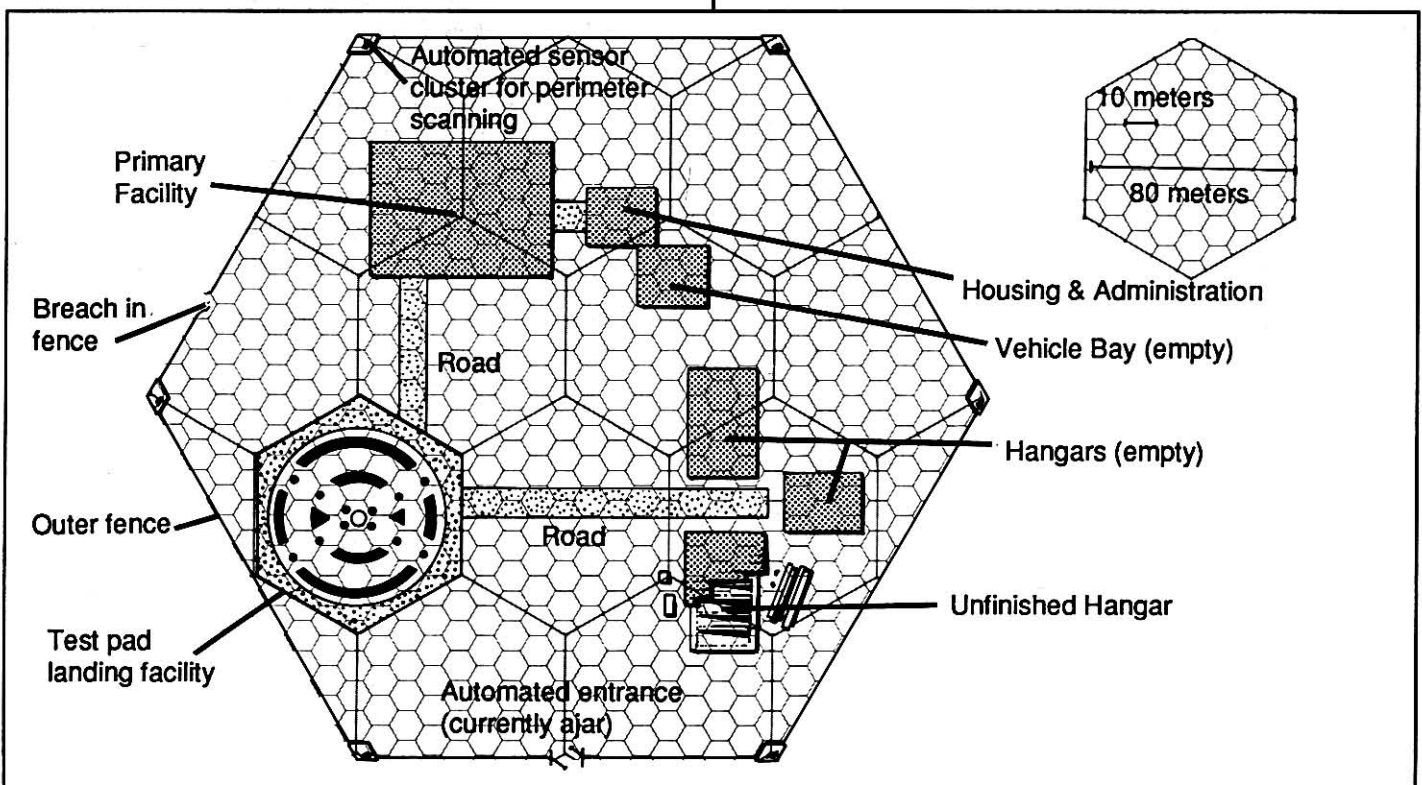 Automated sensor
cluster for perimeter
scanning
10 meters
80 meters
Primary
Facility
Housing & Administration
Breach in
fence
Vehicle Bay (empty)
Road
Hangars (empty)
Outer fence
Road
Unfinished Hangar
Test pad
landing facility
Automated entrance
(currently ajar)